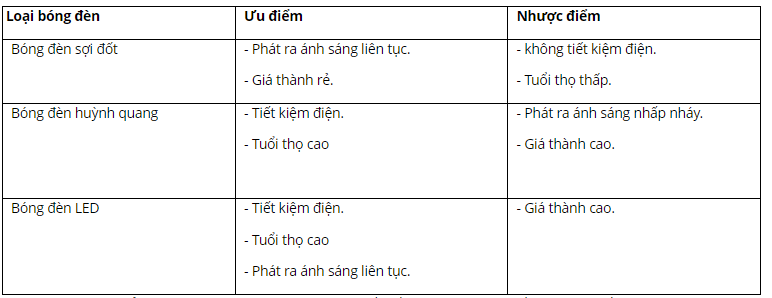 Loại bóng đèn Ưu điểm Nhược điểm
Bóng đèn sợi đốt - Phát ra ánh sáng liên tục. - không tiết kiệm điện.
- Giá thành rẻ. - Tuổi thọ thấp.
Bóng đèn huỳnh quang - Tiết kiệm điện. - Phát ra ánh sáng nhấp nháy.
- Tuổi thọ cao - Giá thành cao.
Bóng đèn LED - Tiết kiệm điện. - Giá thành cao.
- Tuổi thọ cao
- Phát ra ánh sáng liên tục.